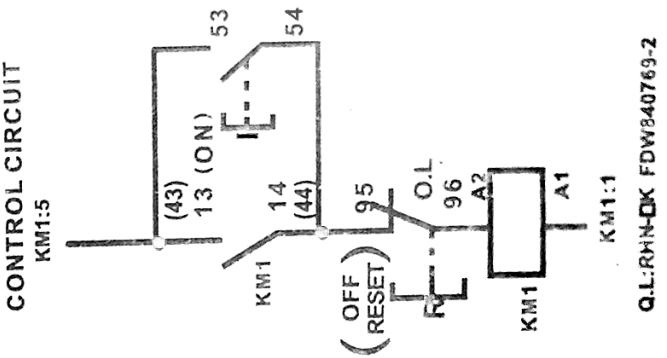 CONTROL CIRCUIT
KM1:5
53
54
I
(43)
13 (ON)
14
(44)
KM1
95
O.L
96
A2
A1
( OFF )
RESET
R
KM1
KM1:1
Q.L:RHN-DK FDW840769-2